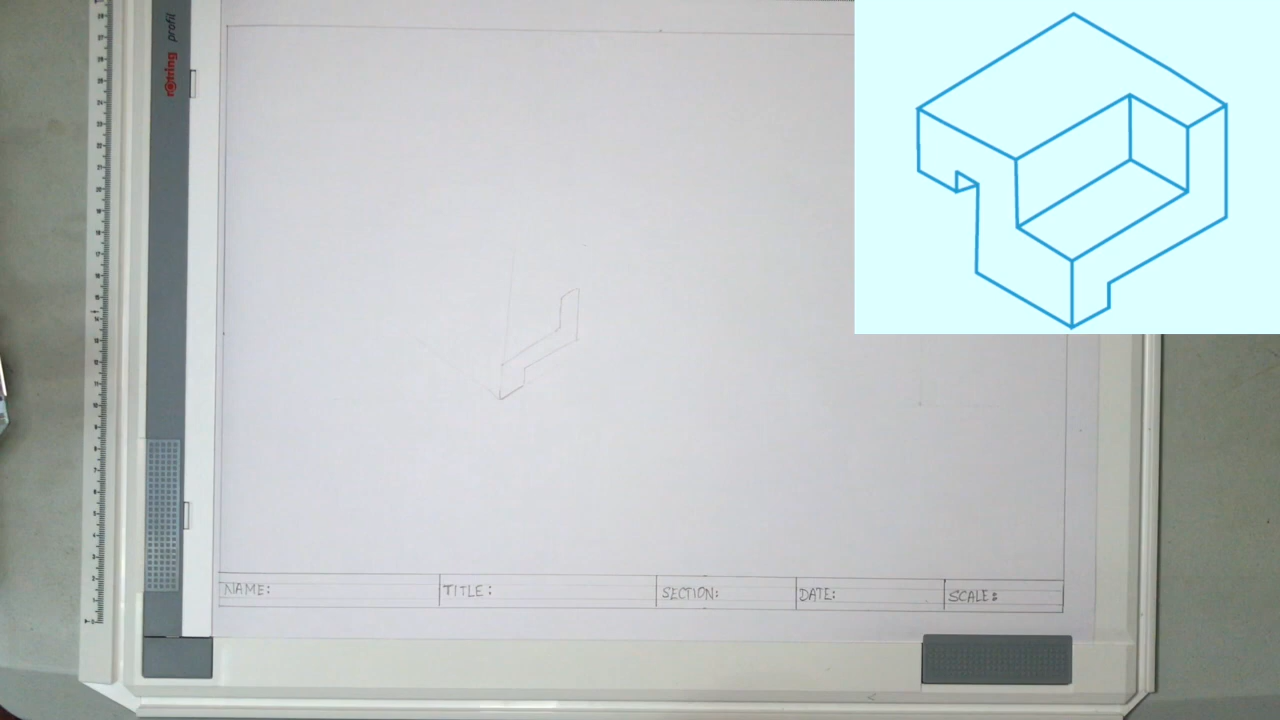 rotring profil
NAME:
TITLE:
SECTION:
DATE:
SCALE: